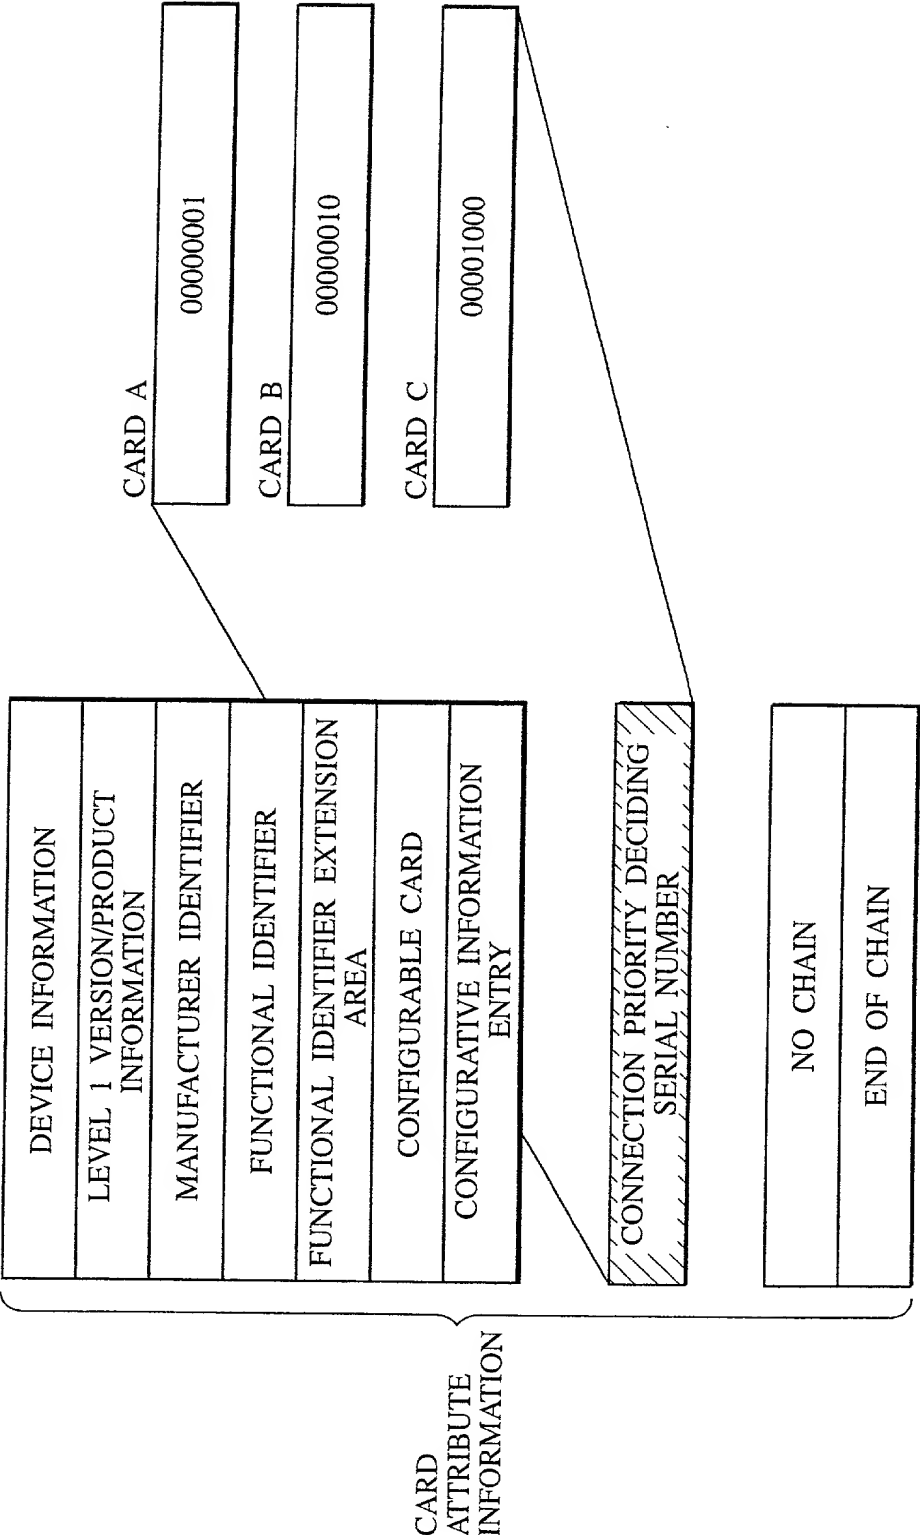 CARD
ATTRIBUTE
INFORMATION
DEVICE INFORMATION
LEVEL 1 VERSION/PRODUCT
INFORMATION
MANUFACTURER IDENTIFIER
FUNCTIONAL IDENTIFIER
FUNCTIONAL IDENTIFIER EXTENSION
AREA
CONFIGURABLE CARD
CONFIGURATIVE INFORMATION
ENTRY
CONNECTION PRIORITY DECIDING
SERIAL NUMBER
NO CHAIN
END OF CHAIN
CARD A
00000001
CARD B
00000010
CARD C
00001000